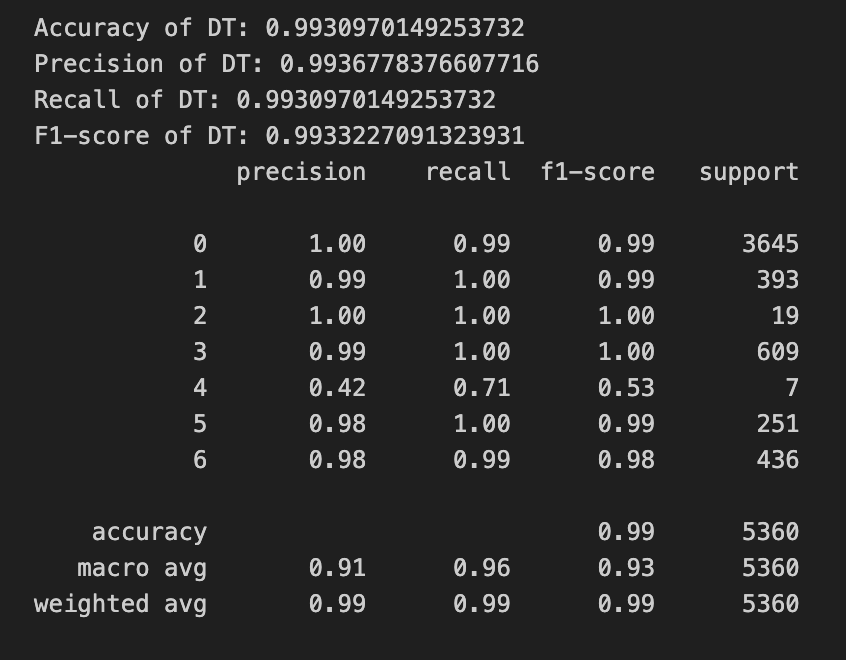 Accuracy of DT: 0.9930970149253732
Precision of DT: 0.9936778376607716
Recall of DT: 0.9930970149253732
F1-score of DT: 0.9933227091323931
precision recall f1-score support
0 1.00 0.99 0.99 3645
1 0.99 1.00 0.99 393
2 1.00 1.00 1.00 19
3 0.99 1.00 1.00 609
4 0.42 0.71 0.53 7
5 0.98 1.00 0.99 251
6 0.98 0.99 0.98 436
accuracy 0.99 5360
macro avg 0.91 0.96 0.93 5360
weighted avg 0.99 0.99 0.99 5360